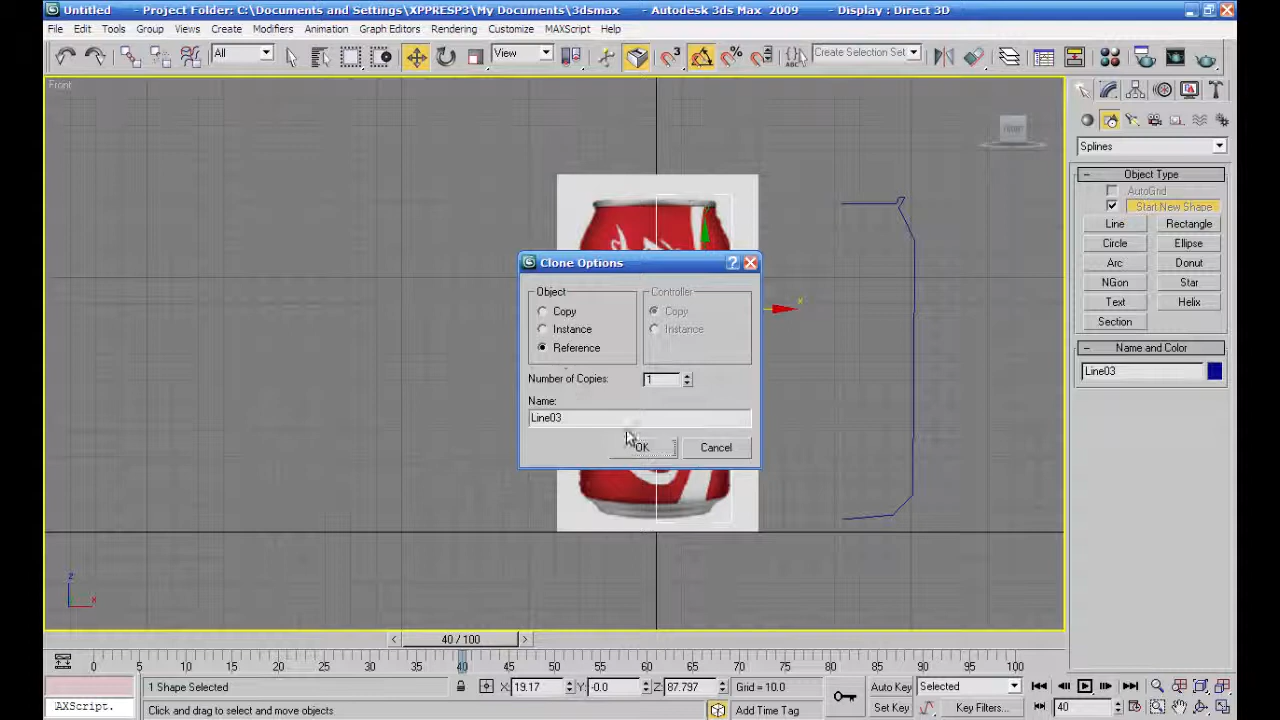 Untitled - Project Folder: C:\Documents and Settings\XPPRESP3\My Documents\3dsmax - Autodesk 3ds Max 2009 - Display : Direct 3D
File Edit Tools Group Views Create Modifiers Animation Graph Editors Rendering Customize MAXScript Help
All View 3 % ABC Create Selection Set
Front
FRONT
Splines
- Object Type
AutoGrid
Start New Shape
Line Rectangle
Circle Ellipse
Arc Donut
NGon Star
Text Helix
Section
- Name and Color
Line03
Clone Options
Object Controller
Copy Copy
Instance Instance
Reference
Number of Copies: 1
Name:
Line03
OK Cancel
x
z
x
< 40 / 100 >
0 5 10 15 20 25 30 35 40 45 50 55 60 65 70 75 80 85 90 95 100
1 Shape Selected X: 19.17 Y: -0.0 Z: 87.797 Grid = 10.0 Auto Key Selected
AXScript. Click and drag to select and move objects Add Time Tag Set Key Key Filters... 40